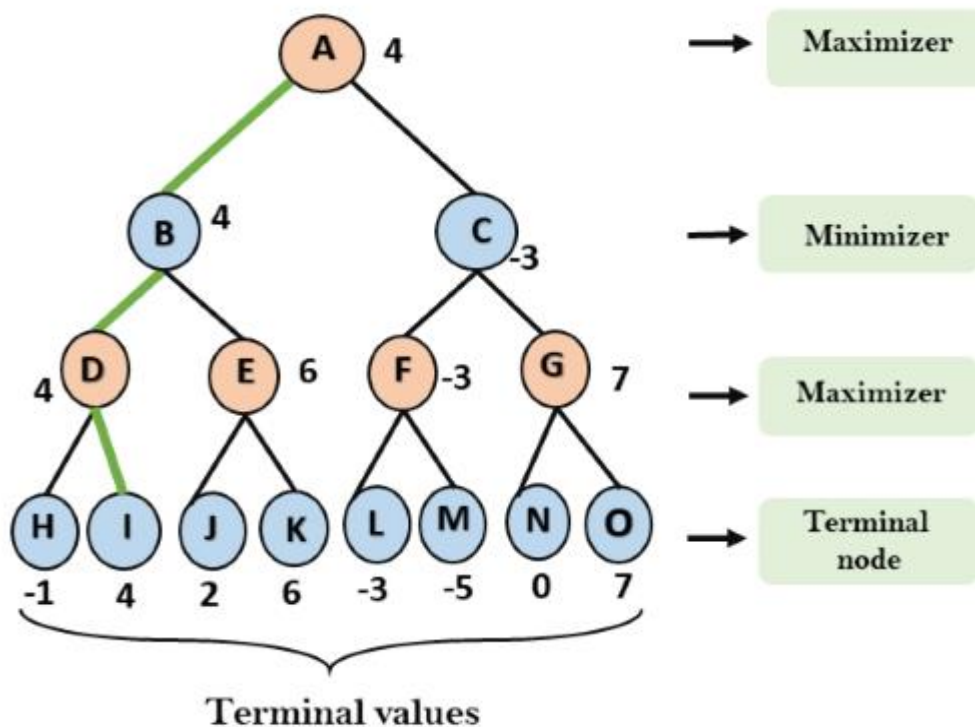 A 4 Maximizer
B 4 C -3 Minimizer
D 4 E 6 F -3 G 7 Maximizer
H I J K L M N O Terminal
node
-1 4 2 6 -3 -5 0 7
Terminal values